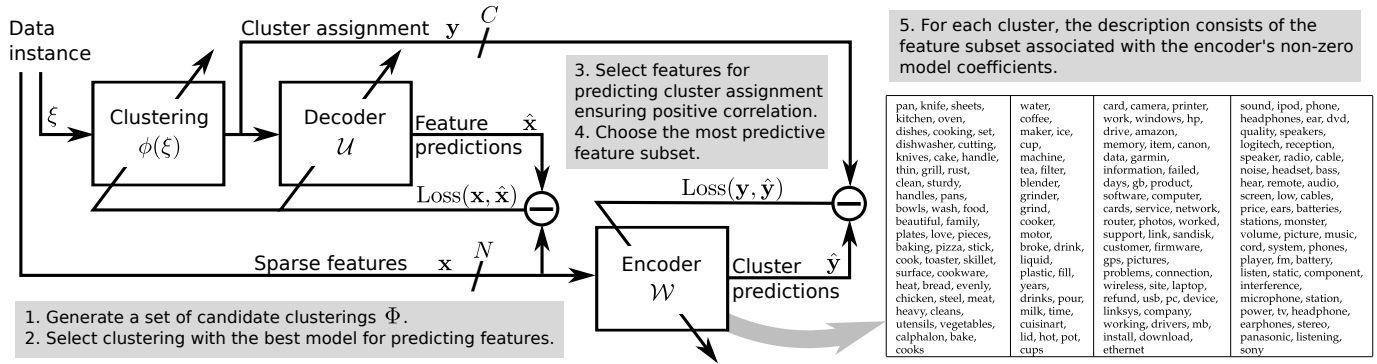 Data
instance
Cluster assignment y
C
ξ
Clustering
ϕ(ξ)
Decoder
𝒰
Feature x̂
predictions
Loss(x, x̂)
3. Select features for
predicting cluster assignment
ensuring positive correlation.
4. Choose the most predictive
feature subset.
Loss(y, ŷ)
Sparse features x
N
Encoder
𝒲
Cluster ŷ
predictions
1. Generate a set of candidate clusterings Φ.
2. Select clustering with the best model for predicting features.
5. For each cluster, the description consists of the
feature subset associated with the encoder's non-zero
model coefficients.
pan, knife, sheets,
kitchen, oven,
dishes, cooking, set,
dishwasher, cutting,
knives, cake, handle,
thin, grill, rust,
clean, sturdy,
handles, pans,
bowls, wash, food,
beautiful, family,
plates, love, pieces,
baking, pizza, stick,
cook, toaster, skillet,
surface, cookware,
heat, bread, evenly,
chicken, steel, meat,
heavy, cleans,
utensils, vegetables,
calphalon, bake,
cooks
water,
coffee,
maker, ice,
cup,
machine,
tea, filter,
blender,
grinder,
grind,
cooker,
motor,
broke, drink,
liquid,
plastic, fill,
years,
drinks, pour,
milk, time,
cuisinart,
lid, hot, pot,
cups
card, camera, printer,
work, windows, hp,
drive, amazon,
memory, item, canon,
data, garmin,
information, failed,
days, gb, product,
software, computer,
cards, service, network,
router, photos, worked,
support, link, sandisk,
customer, firmware,
gps, pictures,
problems, connection,
wireless, site, laptop,
refund, usb, pc, device,
linksys, company,
working, drivers, mb,
install, download,
ethernet
sound, ipod, phone,
headphones, ear, dvd,
quality, speakers,
logitech, reception,
speaker, radio, cable,
noise, headset, bass,
hear, remote, audio,
screen, low, cables,
price, ears, batteries,
stations, monster,
volume, picture, music,
cord, system, phones,
player, fm, battery,
listen, static, component,
interference,
microphone, station,
power, tv, headphone,
earphones, stereo,
panasonic, listening,
sony